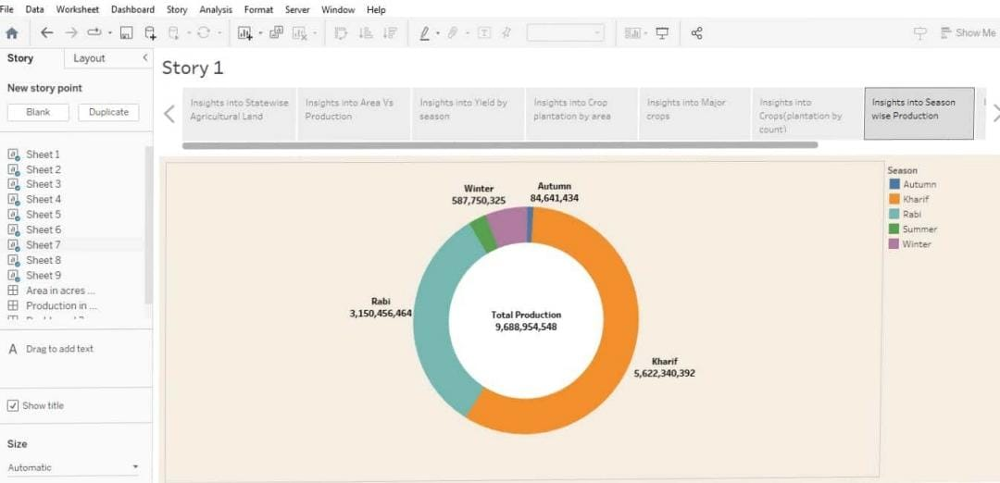 File Data Worksheet Dashboard Story Analysis Format Server Window Help
Show Me
Story Layout
New story point
Blank Duplicate
Sheet 1
Sheet 2
Sheet 3
Sheet 4
Sheet 5
Sheet 6
Sheet 7
Sheet 8
Sheet 9
Area in acres ...
Production in ...
A Drag to add text
Show title
Size
Automatic
Story 1
Insights into Statewise
Agricultural Land
Insights into Area Vs
Production
Insights into Yield by
season
Insights into Crop
plantation by area
Insights into Major
crops
Insights into
Crops(plantation by
count)
Insights into Season
wise Production
Winter
587,750,325
Autumn
84,641,434
Rabi
3,150,456,464
Total Production
9,688,954,548
Kharif
5,622,340,392
Season
Autumn
Kharif
Rabi
Summer
Winter